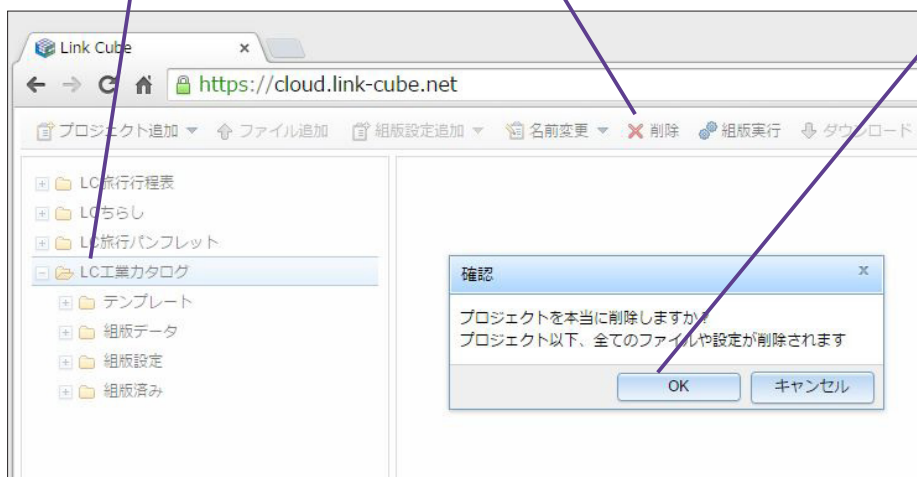 Link Cube
https://cloud.link-cube.net
プロジェクト追加 ファイル追加 組版設定追加 名前変更 削除 組版実行 ダウンロード
LC旅行行程表
LCちらし
LC旅行パンフレット
LC工業カタログ
テンプレート
組版データ
組版設定
組版済み
確認
プロジェクトを本当に削除しますか?
プロジェクト以下、全てのファイルや設定が削除されます
OK キャンセル